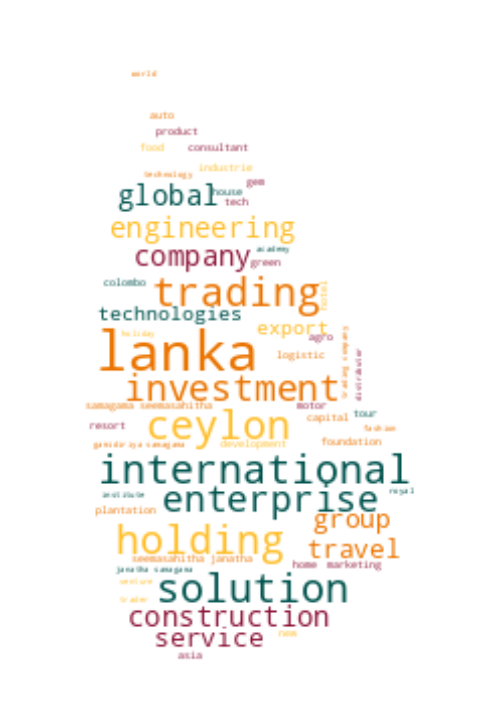 world
auto
product
food consultant
industrie
technology
gem
global house
tech
engineering
academy
company green
colombo
trading hotel
technologies
export
holiday agro
lanka logistic
trading company
distributor
investment
samagama seemasahitha motor
ceylon capital tour
resort fashion
gamidiriya samagama development foundation
international
institute royal
enterprise
plantation group
holding travel
seemasahitha janatha
janatha samagama home marketing
venture solution
trader
construction
service new
asia